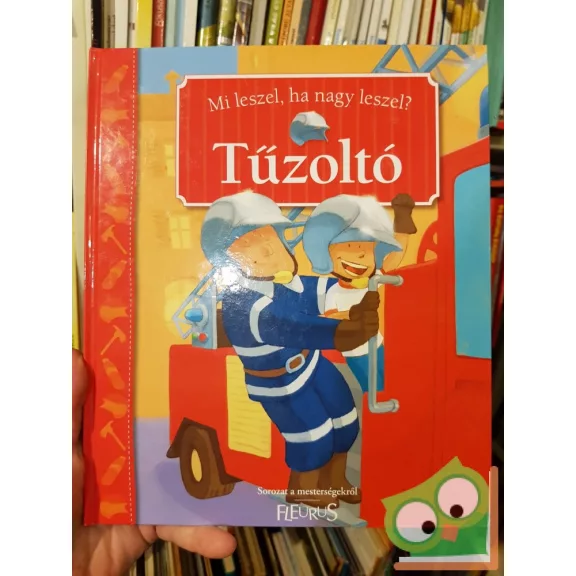 Mi leszel, ha nagy leszel?
Tűzoltó
Sorozat a mesterségekről
FLEURUS